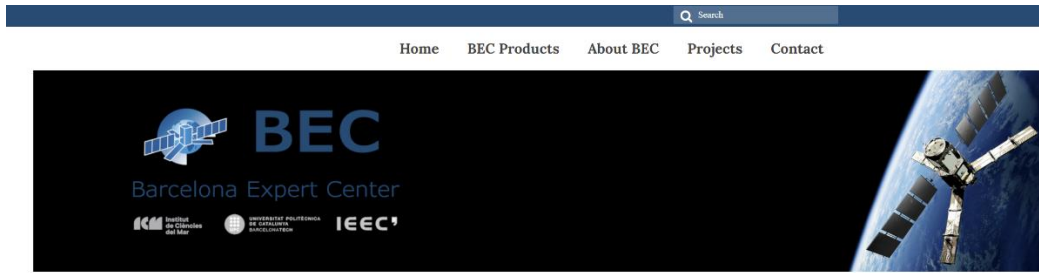 Search
Home BEC Products About BEC Projects Contact
BEC
Barcelona Expert Center
ICM Institut de Ciències del Mar
UNIVERSITAT POLITÈCNICA DE CATALUNYA BARCELONATECH
IEEC